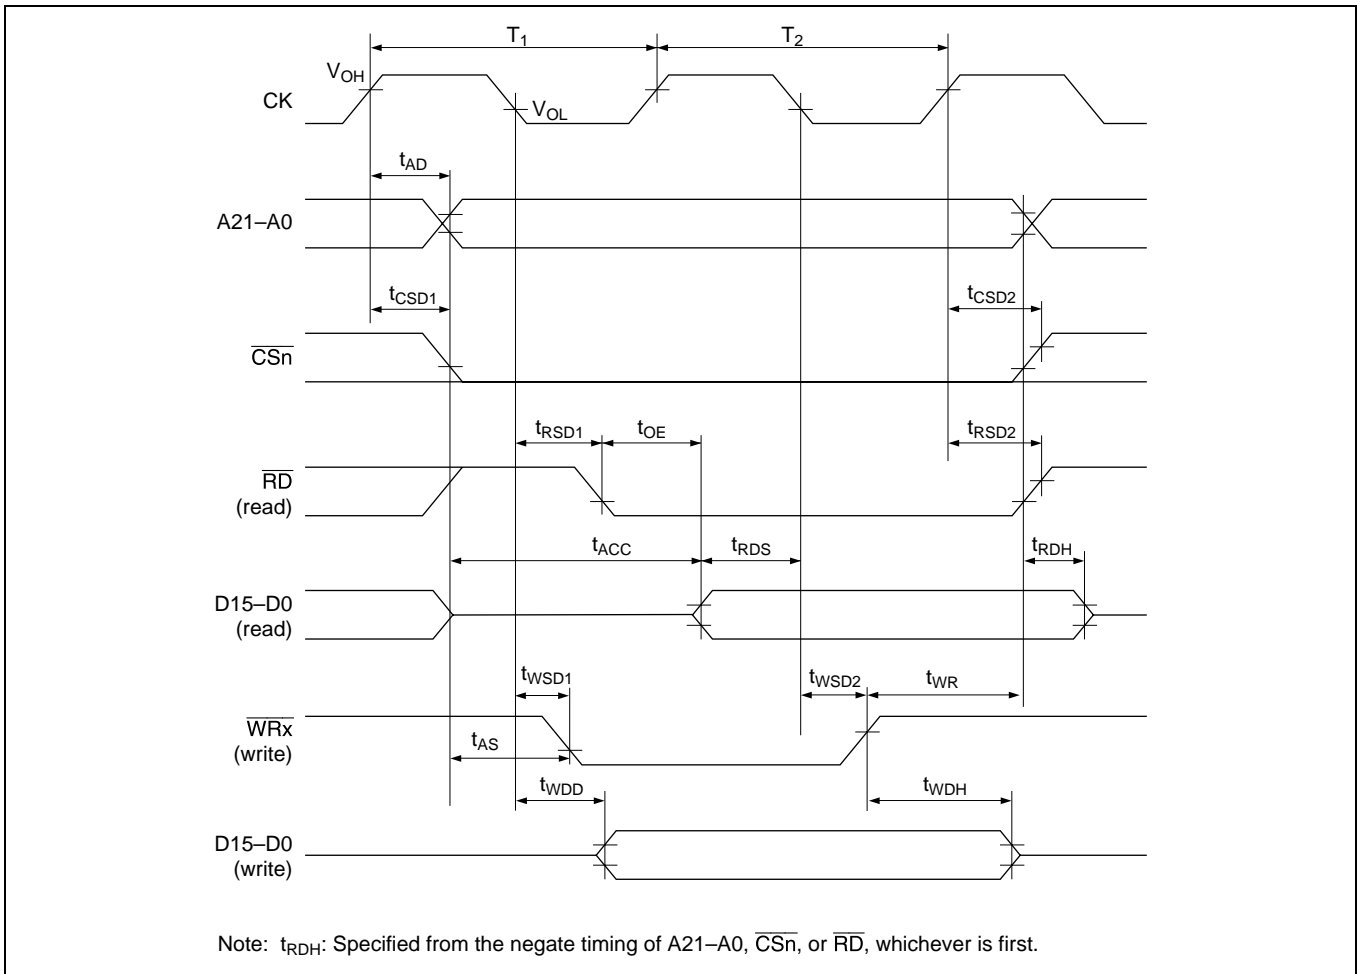 T1
T2
VOH
CK
VOL
tAD
A21–A0
tCSD1
tCSD2
CSn
tRSD1
tOE
tRSD2
RD
(read)
tACC
tRDS
tRDH
D15–D0
(read)
tWSD1
tWSD2
tWR
WRx
(write)
tAS
tWDD
tWDH
D15–D0
(write)
Note: tRDH: Specified from the negate timing of A21–A0, CSn, or RD, whichever is first.